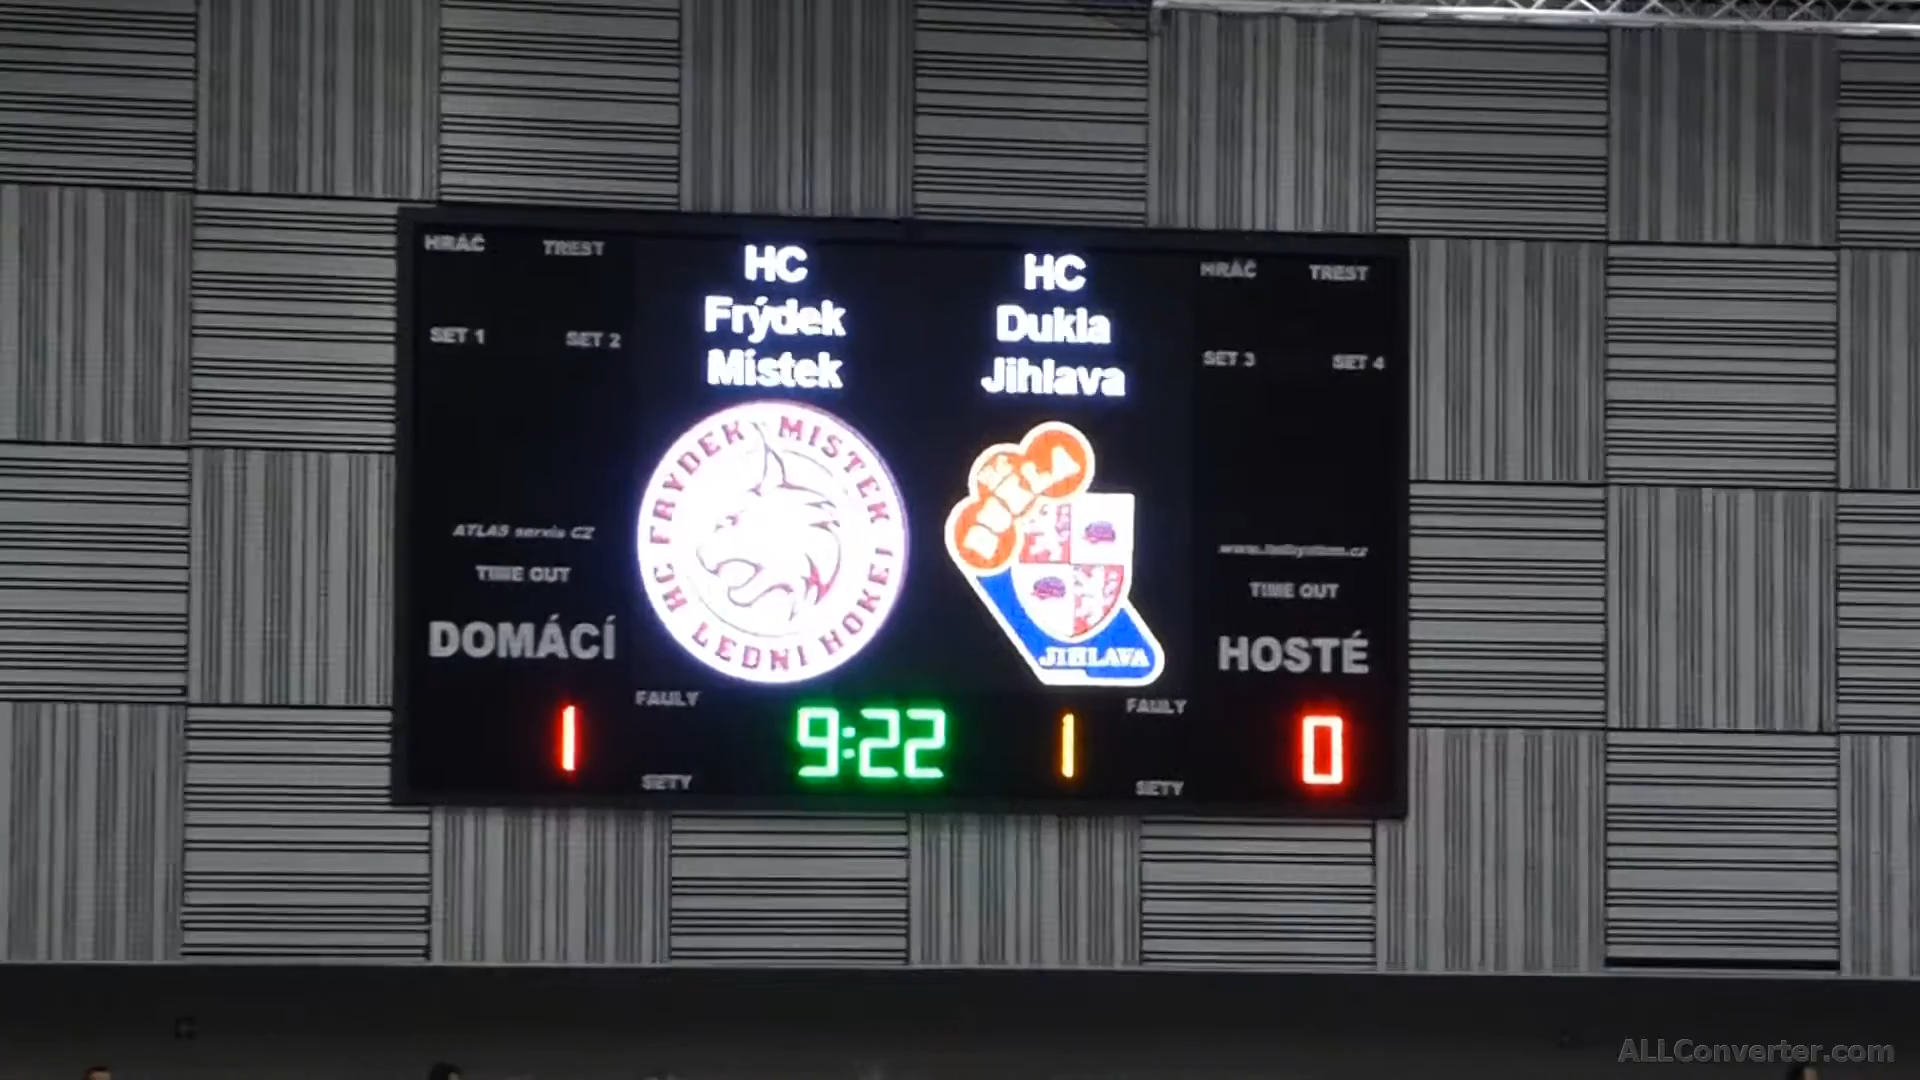 HRÁČ TREST
HC
Frýdek
Místek
HC
Dukla
Jihlava
HRÁČ TREST
SET 1 SET 2
SET 3 SET 4
FRÝDEK MÍSTEK
HC LEDNÍ HOKEJ
HC
DUKLA
JIHLAVA
ATLAS servis CZ
TIME OUT
TIME OUT
DOMÁCÍ
HOSTÉ
FAULY
FAULY
1
9:22
1
0
SETY
SETY
ALLConverter.com